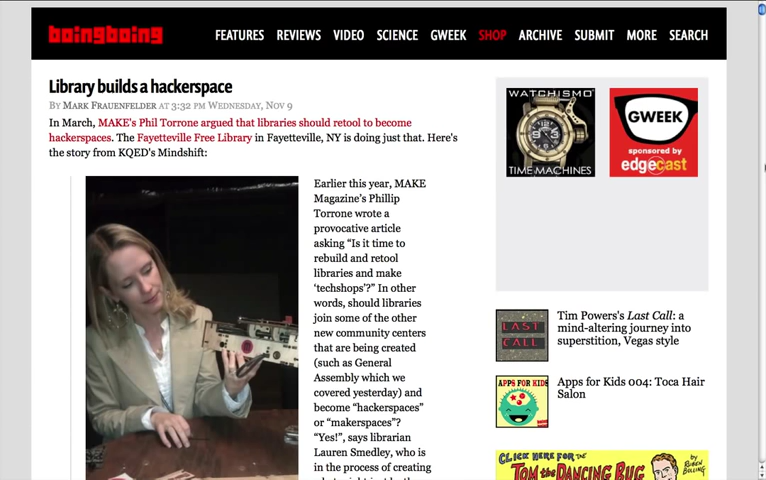 boingboing
FEATURES REVIEWS VIDEO SCIENCE GWEEK SHOP ARCHIVE SUBMIT MORE SEARCH
Library builds a hackerspace
BY MARK FRAUENFELDER AT 3:32 PM WEDNESDAY, NOV 9
In March, MAKE's Phil Torrone argued that libraries should retool to become
hackerspaces. The Fayetteville Free Library in Fayetteville, NY is doing just that. Here's
the story from KQED's Mindshift:
Earlier this year, MAKE
Magazine's Phillip
Torrone wrote a
provocative article
asking “Is it time to
rebuild and retool
libraries and make
‘techshops’?” In other
words, should libraries
join some of the other
new community centers
that are being created
(such as General
Assembly which we
covered yesterday) and
become “hackerspaces”
or “makerspaces”?
“Yes!”, says librarian
Lauren Smedley, who is
in the process of creating
WATCHISMO
TIME MACHINES
GWEEK
sponsored by
edgecast
LAST
CALL
Tim Powers's Last Call: a
mind-altering journey into
superstition, Vegas style
APPS FOR KIDS
Apps for Kids 004: Toca Hair
Salon
CLICK HERE FOR THE
TOM the DANCING BUG
by
RUBEN
BOLLING